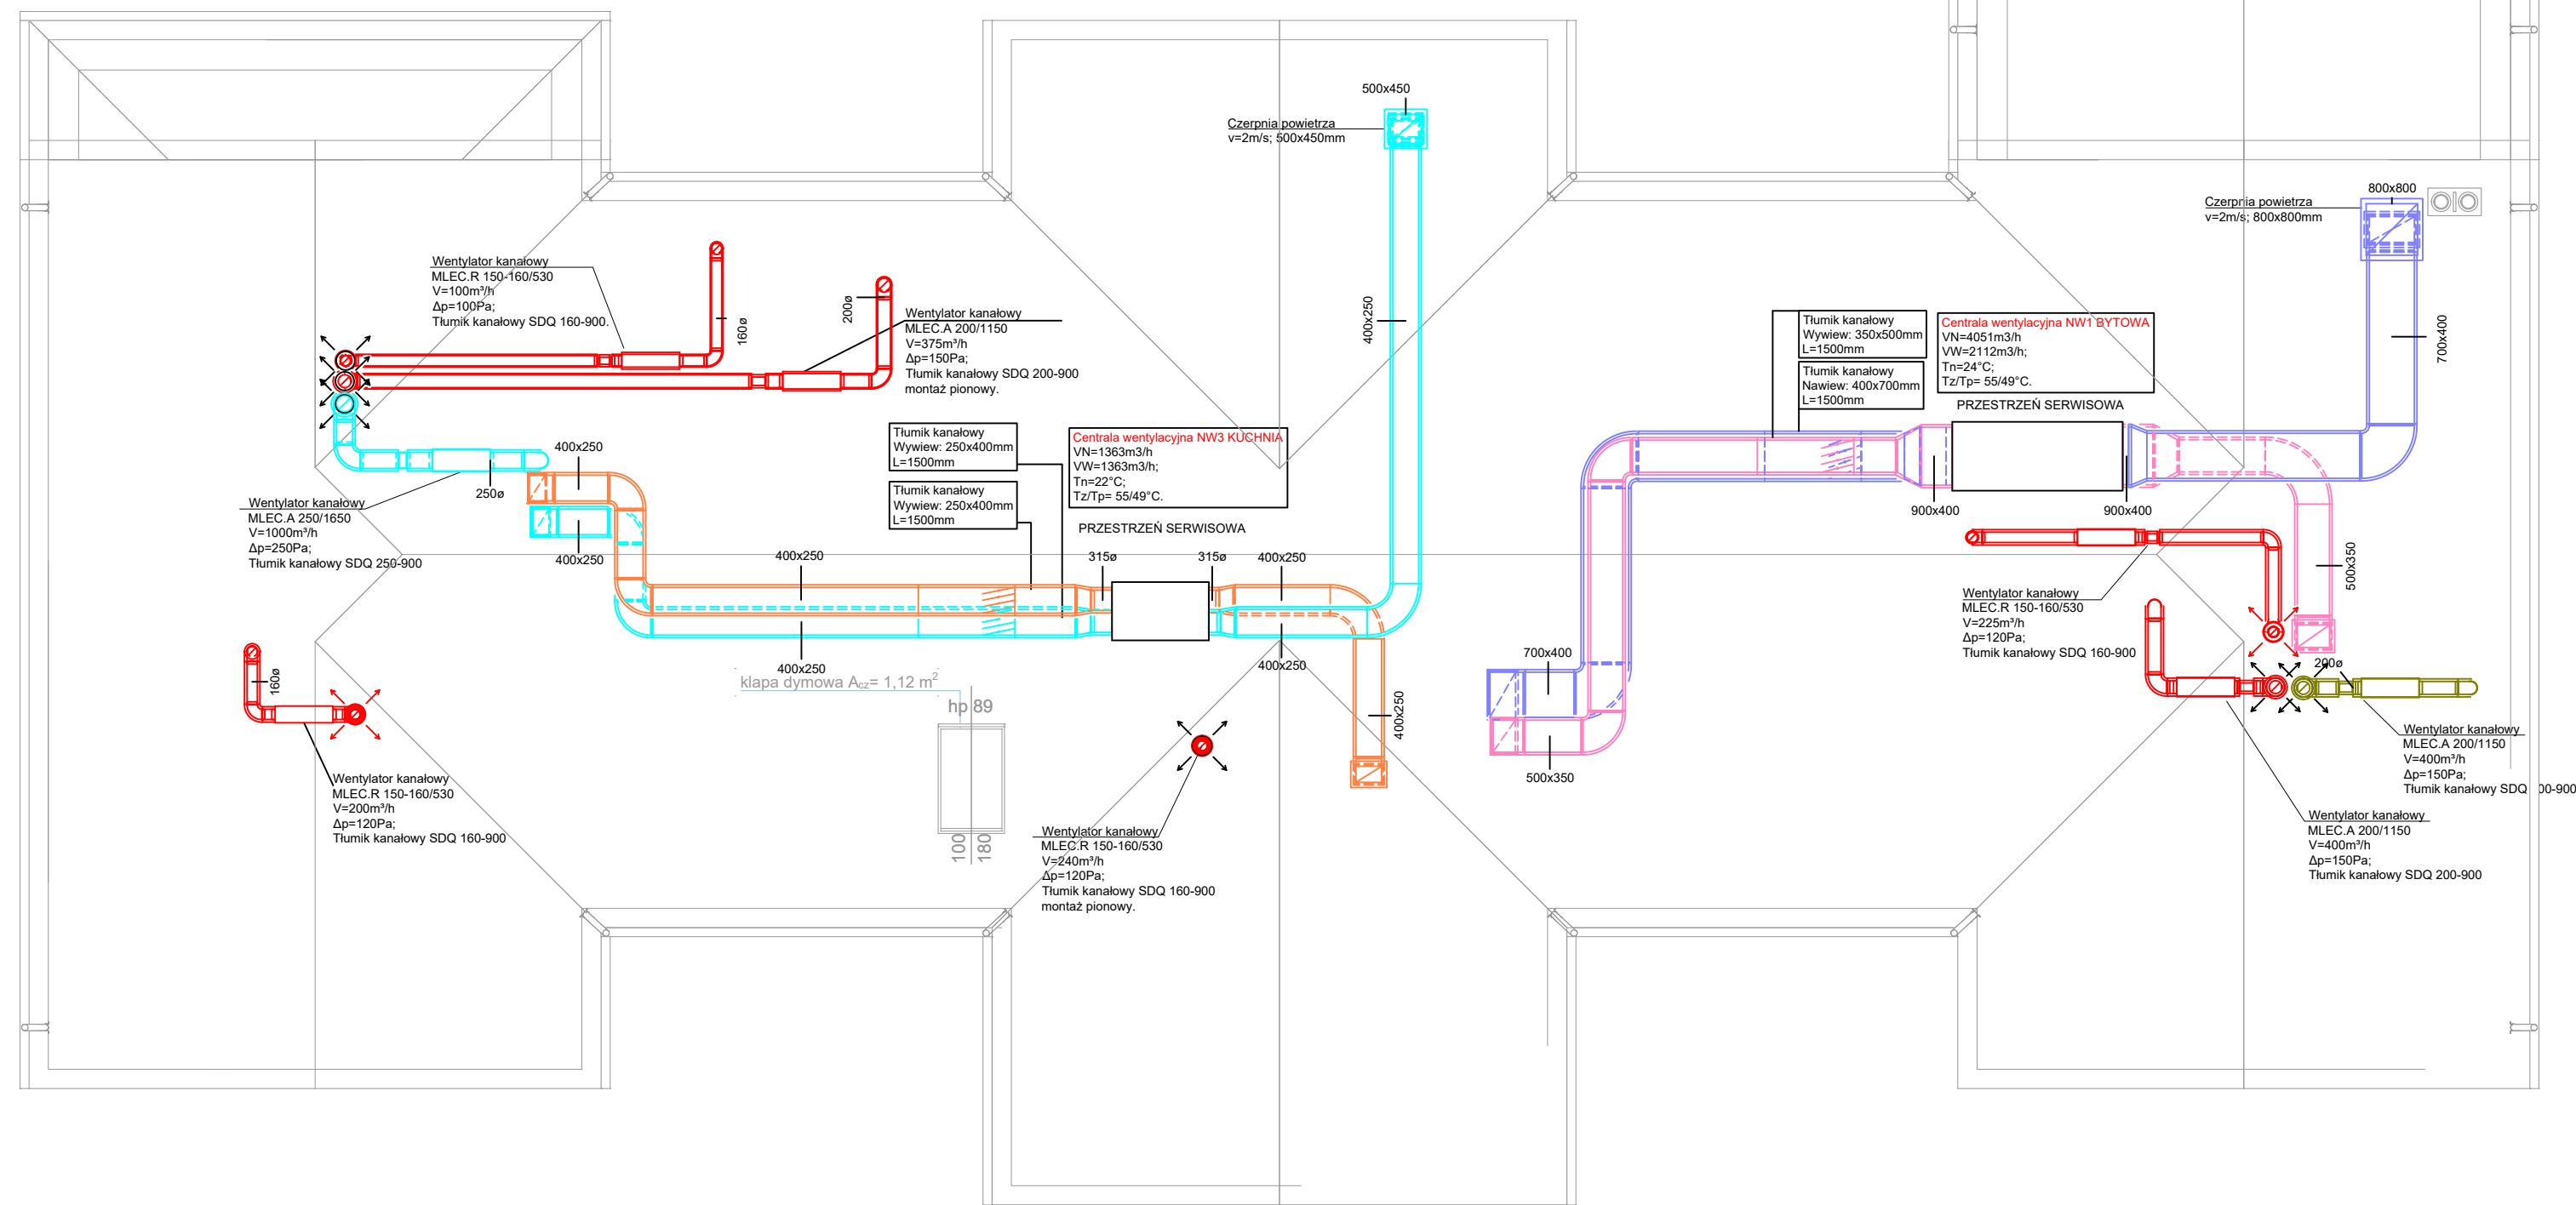 500x450
Czerpnia powietrza
v=2m/s; 500x450mm
800x800
Czerpnia powietrza
v=2m/s; 800x800mm
Wentylator kanałowy
MLEC.R 150-160/530
V=100m³/h
Δp=100Pa;
Tłumik kanałowy SDQ 160-900.
160ø
200ø
Wentylator kanałowy
MLEC.A 200/1150
V=375m³/h
Δp=150Pa;
Tłumik kanałowy SDQ 200-900
montaż pionowy.
400x250
Tłumik kanałowy
Wywiew: 350x500mm
L=1500mm
Tłumik kanałowy
Nawiew: 400x700mm
L=1500mm
Centrala wentylacyjna NW1 BYTOWA
VN=4051m3/h
VW=2112m3/h;
Tn=24°C;
Tz/Tp= 55/49°C.
PRZESTRZEŃ SERWISOWA
700x400
Tłumik kanałowy
Wywiew: 250x400mm
L=1500mm
Tłumik kanałowy
Wywiew: 250x400mm
L=1500mm
Centrala wentylacyjna NW3 KUCHNIA
VN=1363m3/h
VW=1363m3/h;
Tn=22°C;
Tz/Tp= 55/49°C.
PRZESTRZEŃ SERWISOWA
400x250
250ø
400x250
Wentylator kanałowy
MLEC.A 250/1650
V=1000m³/h
Δp=250Pa;
Tłumik kanałowy SDQ 250-900
400x250
315ø
315ø
400x250
900x400
900x400
500x350
Wentylator kanałowy
MLEC.R 150-160/530
V=225m³/h
Δp=120Pa;
Tłumik kanałowy SDQ 160-900
400x250
400x250
klapa dymowa Acz= 1,12 m²
hp 89
100
180
160ø
400x250
700x400
500x350
200ø
Wentylator kanałowy
MLEC.R 150-160/530
V=200m³/h
Δp=120Pa;
Tłumik kanałowy SDQ 160-900
Wentylator kanałowy
MLEC.R 150-160/530
V=240m³/h
Δp=120Pa;
Tłumik kanałowy SDQ 160-900
montaż pionowy.
Wentylator kanałowy
MLEC.A 200/1150
V=400m³/h
Δp=150Pa;
Tłumik kanałowy SDQ 00-900
Wentylator kanałowy
MLEC.A 200/1150
V=400m³/h
Δp=150Pa;
Tłumik kanałowy SDQ 200-900